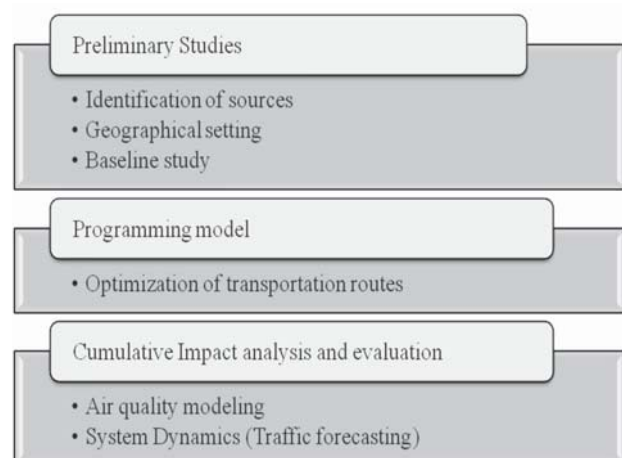 Preliminary Studies
• Identification of sources
• Geographical setting
• Baseline study
Programming model
• Optimization of transportation routes
Cumulative Impact analysis and evaluation
• Air quality modeling
• System Dynamics (Traffic forecasting)